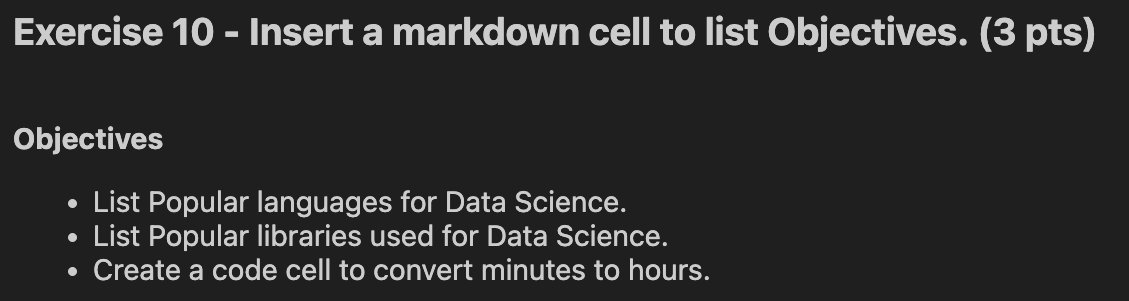 Exercise 10 - Insert a markdown cell to list Objectives. (3 pts)
Objectives
• List Popular languages for Data Science.
• List Popular libraries used for Data Science.
• Create a code cell to convert minutes to hours.